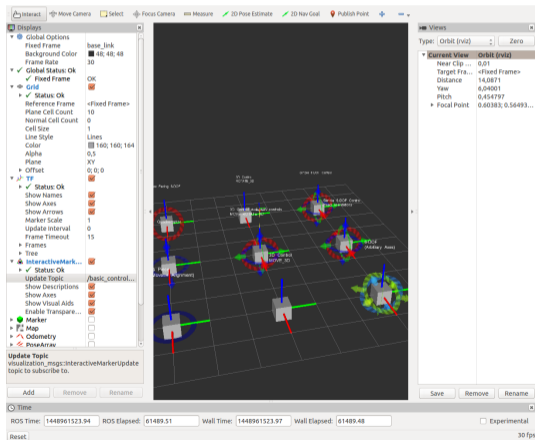 Interact Move Camera Select Focus Camera Measure 2D Pose Estimate 2D Nav Goal Publish Point
Displays
Global Options
Fixed Frame base_link
Background Color 48; 48; 48
Frame Rate 30
Global Status: Ok
Fixed Frame OK
Grid
Status: Ok
Reference Frame <Fixed Frame>
Plane Cell Count 10
Normal Cell Count 0
Cell Size 1
Line Style Lines
Color 160; 160; 164
Alpha 0,5
Plane XY
Offset 0; 0; 0
TF
Status: Ok
Show Names
Show Axes
Show Arrows
Marker Scale 1
Update Interval 0
Frame Timeout 15
Frames
Tree
InteractiveMark...
Status: Ok
Update Topic /basic_control...
Show Descriptions
Show Axes
Show Visual Aids
Enable Transpare...
Marker
Map
Odometry
PoseArray
Update Topic
visualization_msgs::InteractiveMarkerUpdate
topic to subscribe to.
Add Remove Rename
Views
Type: Orbit (rviz) Zero
Current View Orbit (rviz)
Near Clip ... 0,01
Target Fra... <Fixed Frame>
Distance 14,0871
Yaw 6,04001
Pitch 0,454797
Focal Point 0.60383; 0.56493...
Save Remove Rename
Time
ROS Time: 1448961523.94 ROS Elapsed: 61489.51 Wall Time: 1448961523.97 Wall Elapsed: 61489.48 Experimental
Reset 30 fps